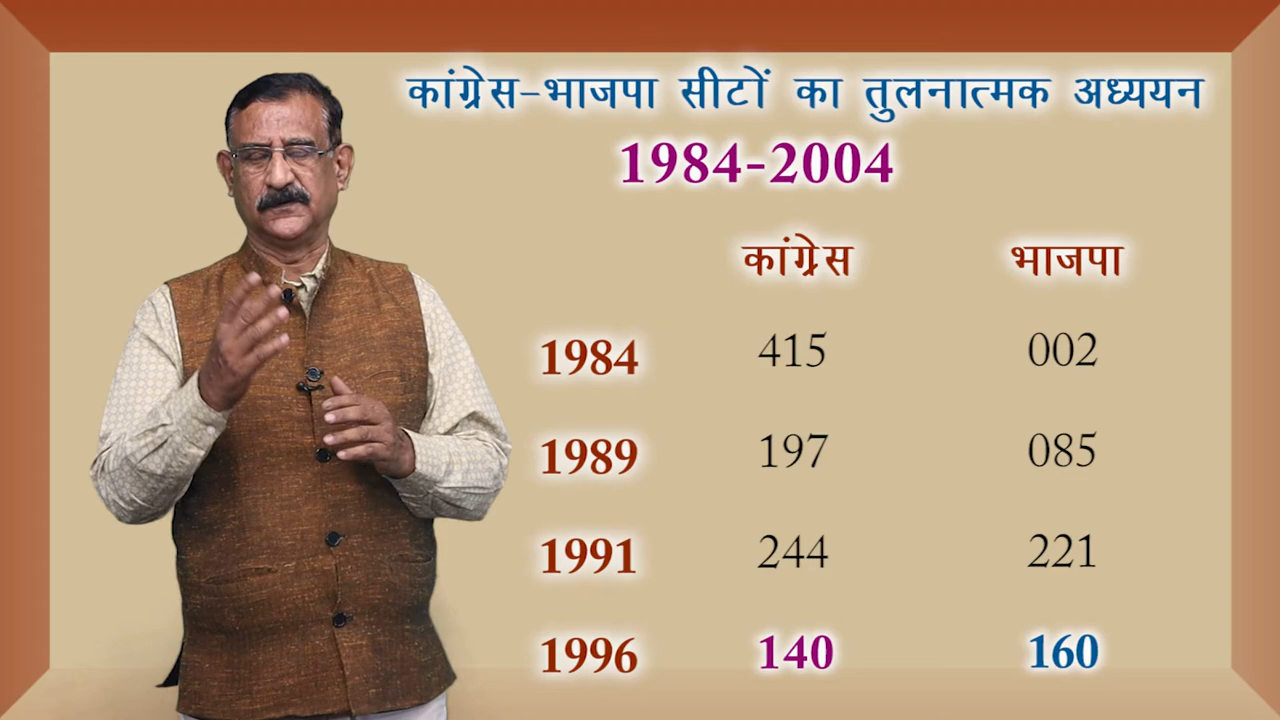 कांग्रेस-भाजपा सीटों का तुलनात्मक अध्ययन
1984-2004
कांग्रेस भाजपा
1984 415 002
1989 197 085
1991 244 221
1996 140 160